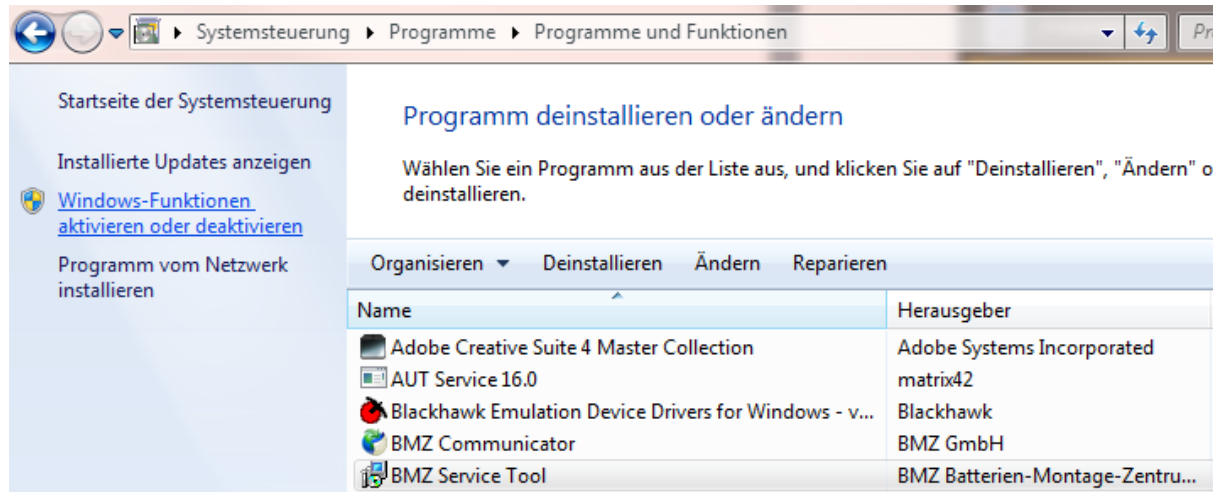 Systemsteuerung Programme Programme und Funktionen
Startseite der Systemsteuerung
Installierte Updates anzeigen
Windows-Funktionen
aktivieren oder deaktivieren
Programm vom Netzwerk
installieren
Programm deinstallieren oder ändern
Wählen Sie ein Programm aus der Liste aus, und klicken Sie auf "Deinstallieren", "Ändern" o
deinstallieren.
Organisieren Deinstallieren Ändern Reparieren
Name Herausgeber
Adobe Creative Suite 4 Master Collection Adobe Systems Incorporated
AUT Service 16.0 matrix42
Blackhawk Emulation Device Drivers for Windows - v... Blackhawk
BMZ Communicator BMZ GmbH
BMZ Service Tool BMZ Batterien-Montage-Zentru...